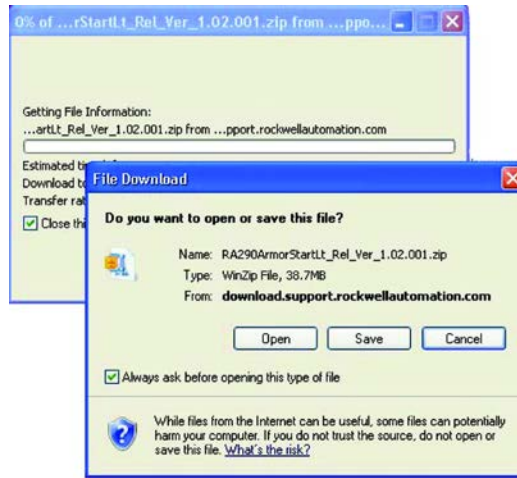 0% of ...rStartLt_Rel_Ver_1.02.001.zip from ...ppo...
Getting File Information:
...artLt_Rel_Ver_1.02.001.zip from ...pport.rockwellautomation.com
Estimated
Download to
Transfer rat
Close thi
File Download
Do you want to open or save this file?
Name: RA290ArmorStartLt_Rel_Ver_1.02.001.zip
Type: WinZip File, 38.7MB
From: download.support.rockwellautomation.com
Open Save Cancel
Always ask before opening this type of file
While files from the Internet can be useful, some files can potentially
harm your computer. If you do not trust the source, do not open or
save this file. What's the risk?